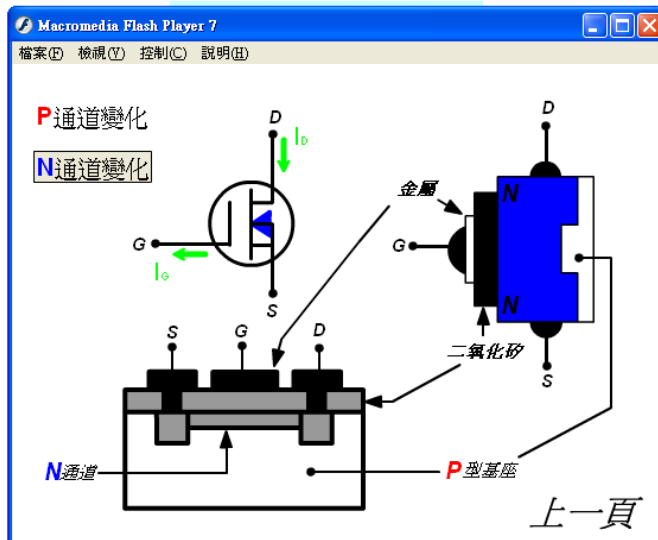 Macromedia Flash Player 7
檔案(F) 檢視(V) 控制(C) 說明(H)
P通道變化
N通道變化
D
I_D
G
I_G
S
金屬
D
N
G
N
S
二氧化矽
S G D
N通道
P型基座
上一頁